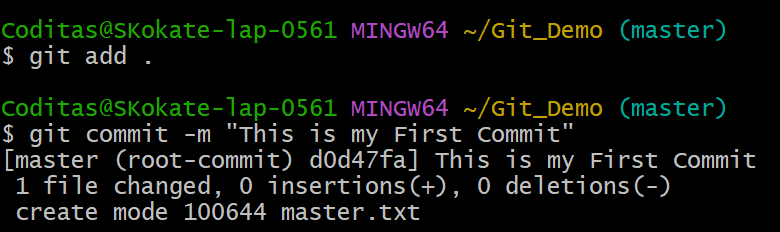 Coditas@SKokate-lap-0561 MINGW64 ~/Git_Demo (master)
$ git add .
Coditas@SKokate-lap-0561 MINGW64 ~/Git_Demo (master)
$ git commit -m "This is my First Commit"
[master (root-commit) d0d47fa] This is my First Commit
 1 file changed, 0 insertions(+), 0 deletions(-)
 create mode 100644 master.txt